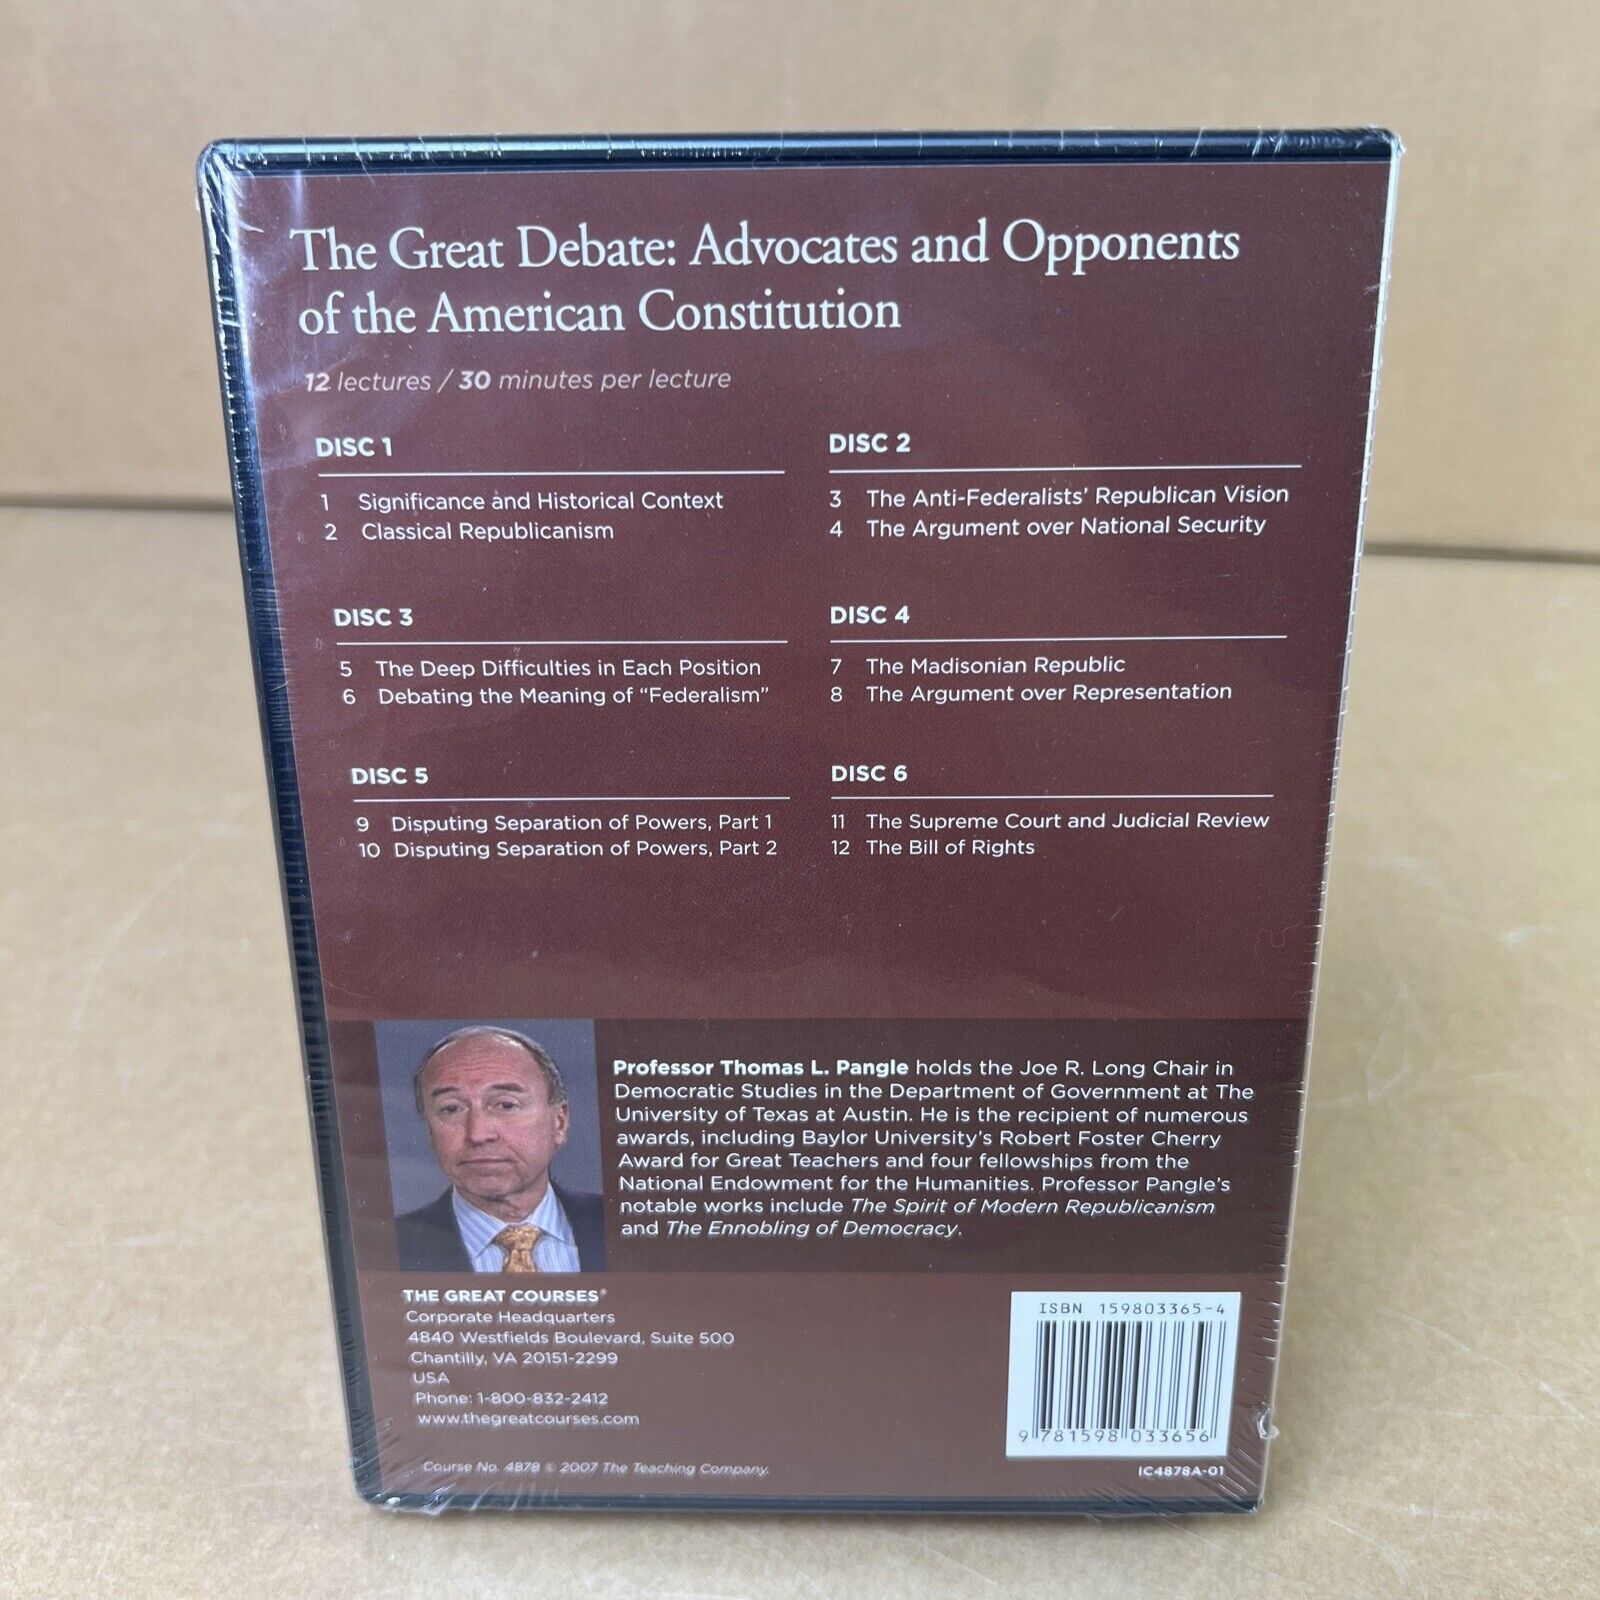 The Great Debate: Advocates and Opponents
of the American Constitution
12 lectures / 30 minutes per lecture
DISC 1
1 Significance and Historical Context
2 Classical Republicanism
DISC 2
3 The Anti-Federalists' Republican Vision
4 The Argument over National Security
DISC 3
5 The Deep Difficulties in Each Position
6 Debating the Meaning of "Federalism"
DISC 4
7 The Madisonian Republic
8 The Argument over Representation
DISC 5
9 Disputing Separation of Powers, Part 1
10 Disputing Separation of Powers, Part 2
DISC 6
11 The Supreme Court and Judicial Review
12 The Bill of Rights
Professor Thomas L. Pangle holds the Joe R. Long Chair in
Democratic Studies in the Department of Government at The
University of Texas at Austin. He is the recipient of numerous
awards, including Baylor University's Robert Foster Cherry
Award for Great Teachers and four fellowships from the
National Endowment for the Humanities. Professor Pangle's
notable works include The Spirit of Modern Republicanism
and The Ennobling of Democracy.
THE GREAT COURSES®
Corporate Headquarters
4840 Westfields Boulevard, Suite 500
Chantilly, VA 20151-2299
USA
Phone: 1-800-832-2412
www.thegreatcourses.com
Course No. 4878 © 2007 The Teaching Company.
ISBN 159803365-4
9 781598 033656
IC4878A-01